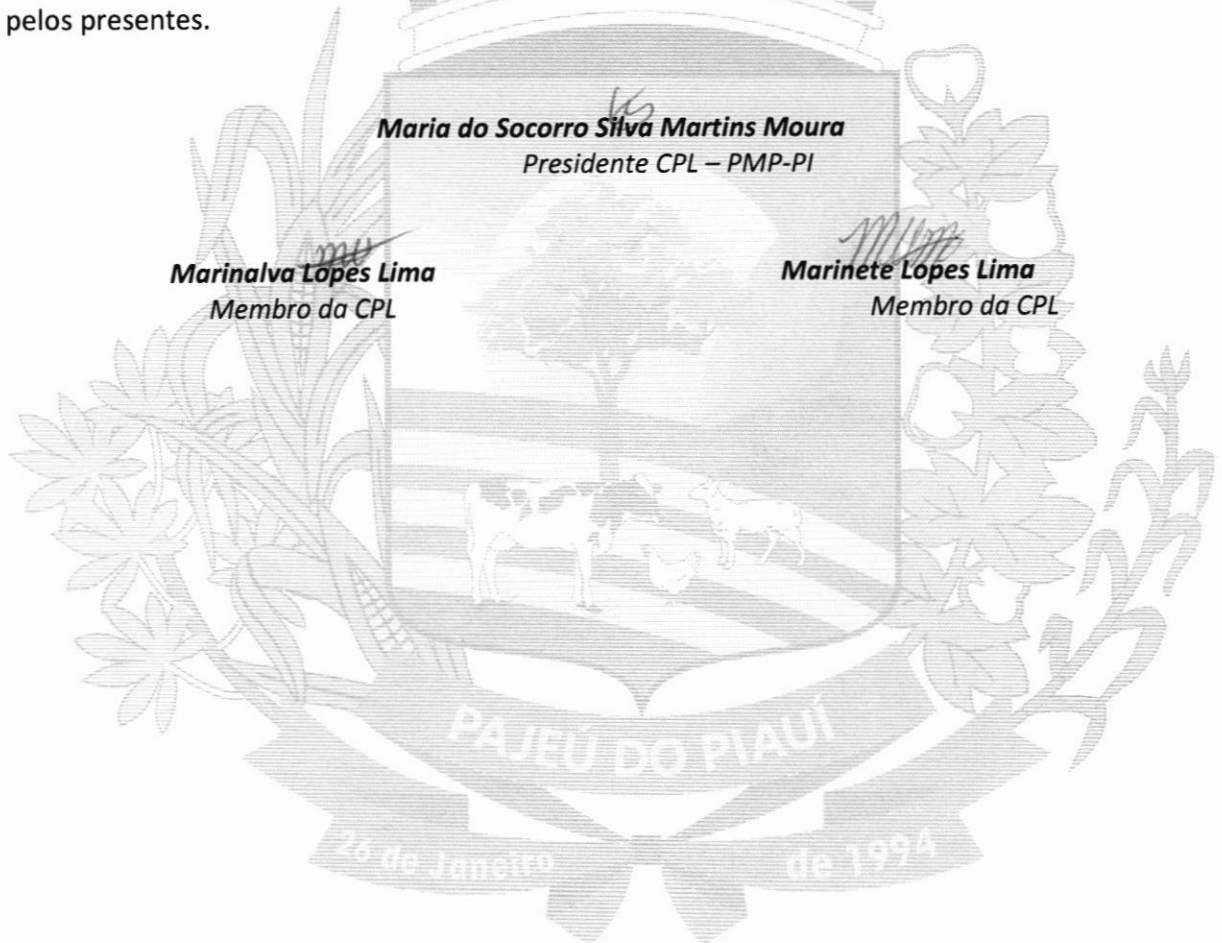 pelos presentes.
Maria do Socorro Silva Martins Moura
Presidente CPL – PMP-PI
Marinalva Lopes Lima
Membro da CPL
Marinete Lopes Lima
Membro da CPL
PAJEÚ DO PIAUÍ
26 de Janeiro de 1994